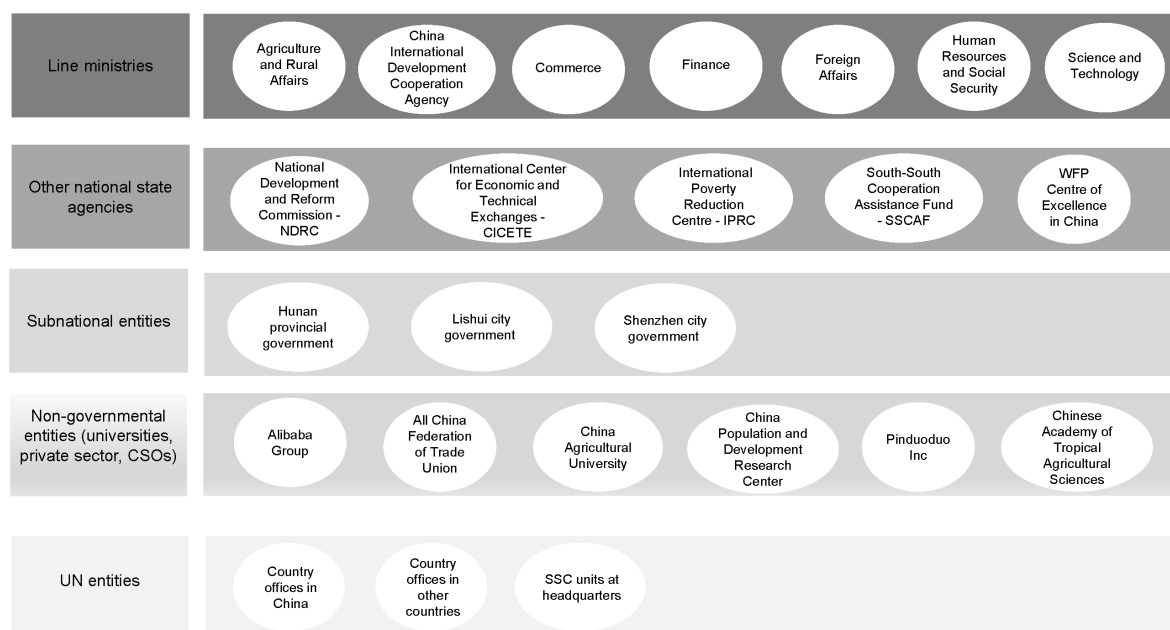 Line ministries
Agriculture
and Rural
Affairs
China
International
Development
Cooperation
Agency
Commerce
Finance
Foreign
Affairs
Human
Resources
and Social
Security
Science and
Technology
Other national state
agencies
National
Development
and Reform
Commission -
NDRC
International Center
for Economic and
Technical
Exchanges -
CICETE
International
Poverty
Reduction
Centre - IPRC
South-South
Cooperation
Assistance Fund
- SSCAF
WFP
Centre of
Excellence
in China
Subnational entities
Hunan
provincial
government
Lishui city
government
Shenzhen city
government
Non-governmental
entities (universities,
private sector, CSOs)
Alibaba
Group
All China
Federation
of Trade
Union
China
Agricultural
University
China
Population and
Development
Research
Center
Pinduoduo
Inc
Chinese
Academy of
Tropical
Agricultural
Sciences
UN entities
Country
offices in
China
Country
offices in
other
countries
SSC units at
headquarters